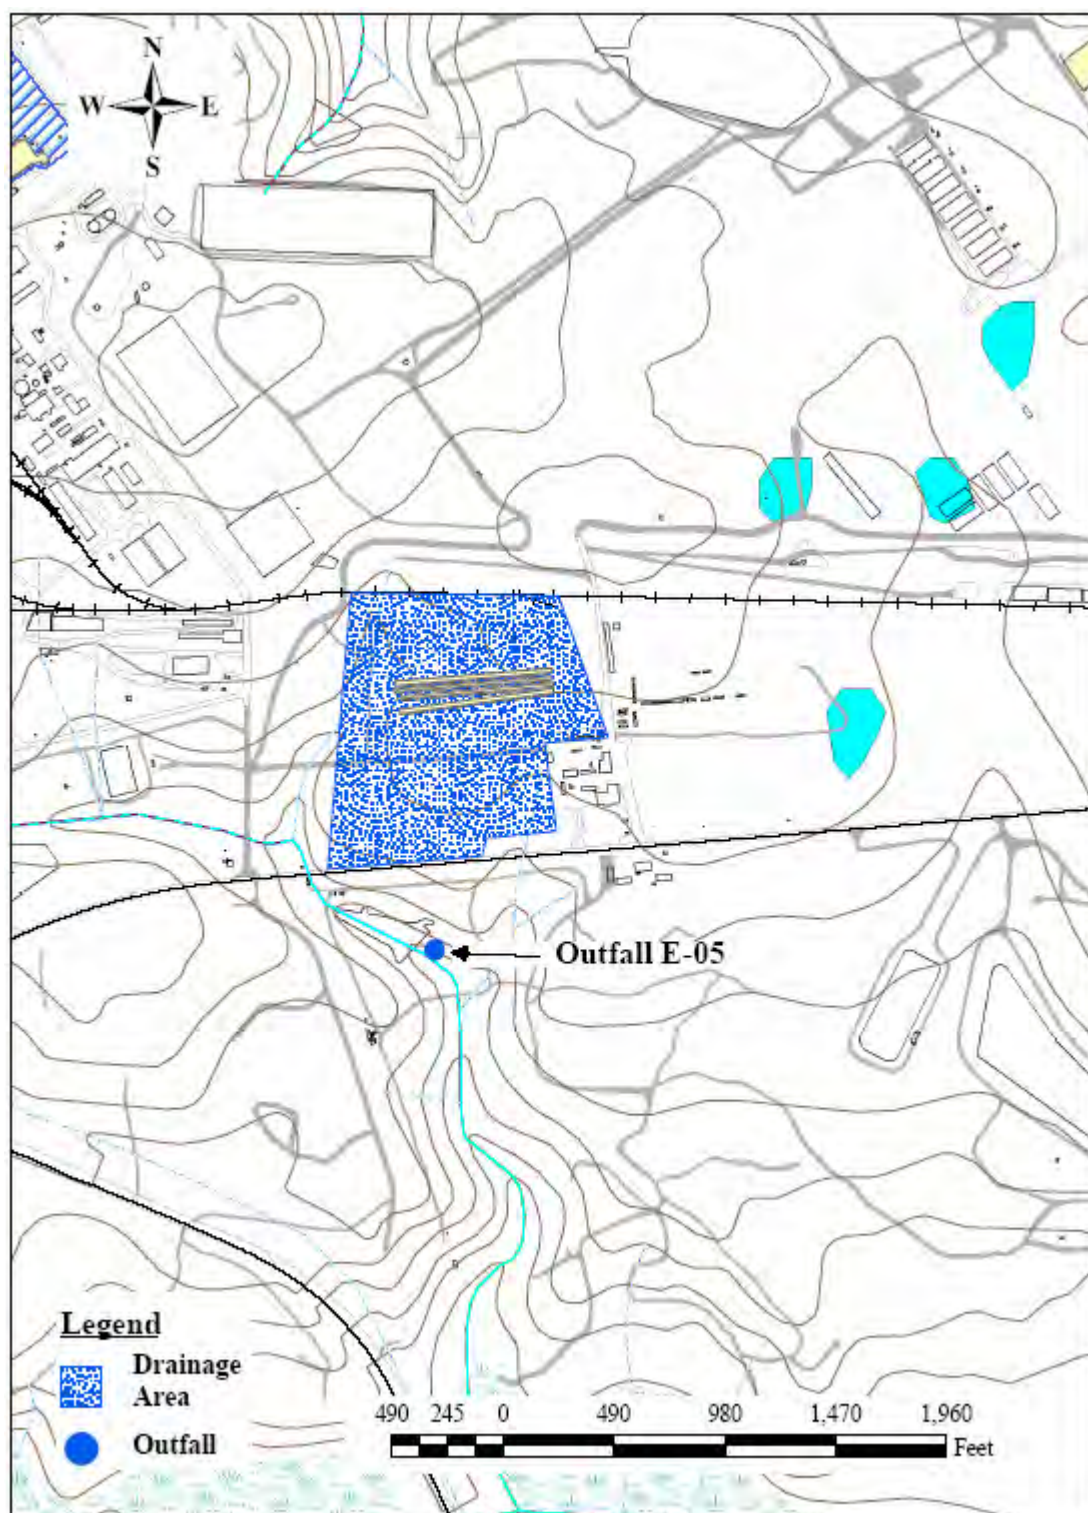 N
W E
S
Outfall E-05
Legend
Drainage
Area
Outfall
490 245 0 490 980 1,470 1,960
Feet